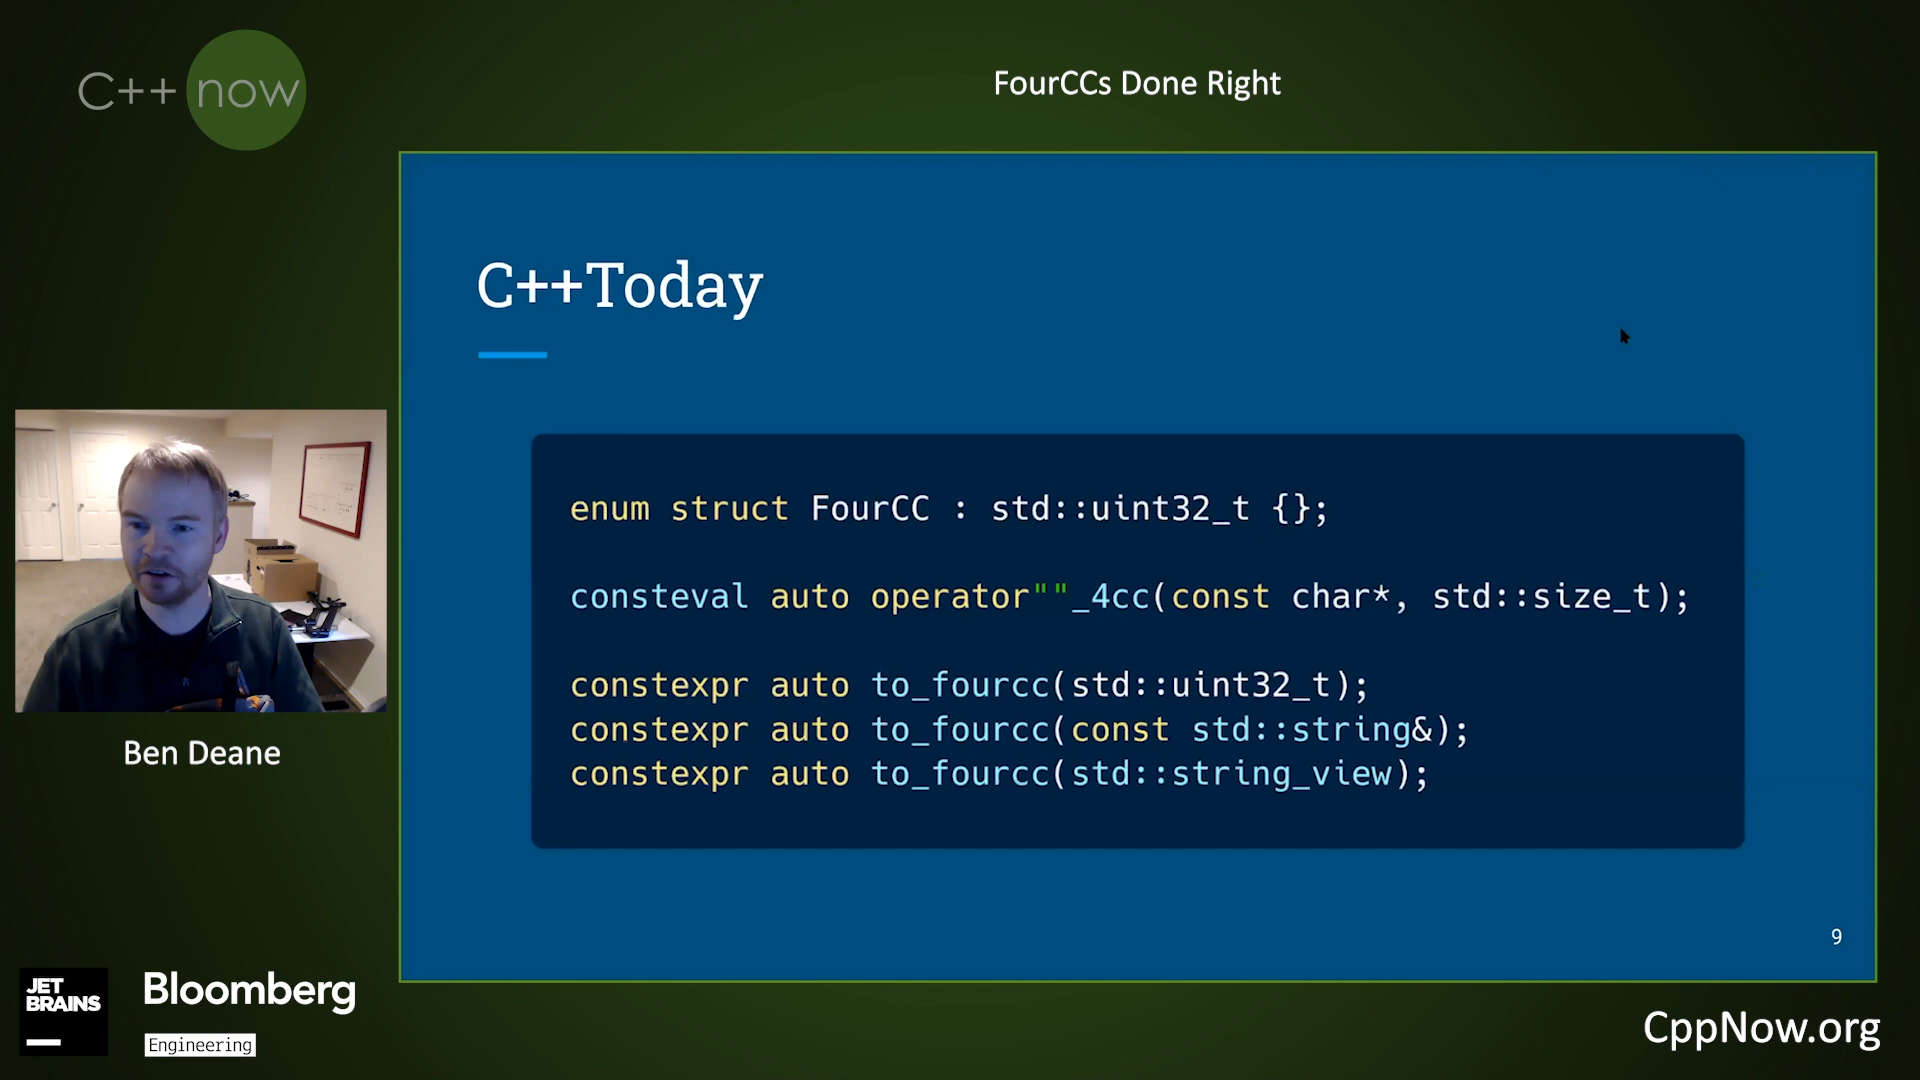 C++ now
FourCCs Done Right
C++Today
enum struct FourCC : std::uint32_t {};
consteval auto operator""_4cc(const char*, std::size_t);
constexpr auto to_fourcc(std::uint32_t);
constexpr auto to_fourcc(const std::string&);
constexpr auto to_fourcc(std::string_view);
9
Ben Deane
JET
BRAINS
Bloomberg
Engineering
CppNow.org